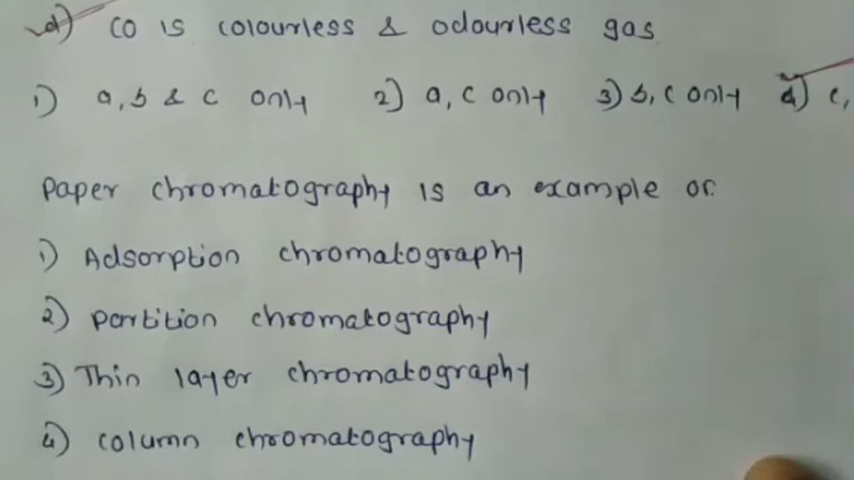 d) CO is colourless & odourless gas
1) a, b & c only 2) a, c only 3) b, c only 4) c,
Paper chromatography is an example of
1) Adsorption chromatography
2) partition chromatography
3) Thin layer chromatography
4) column chromatography